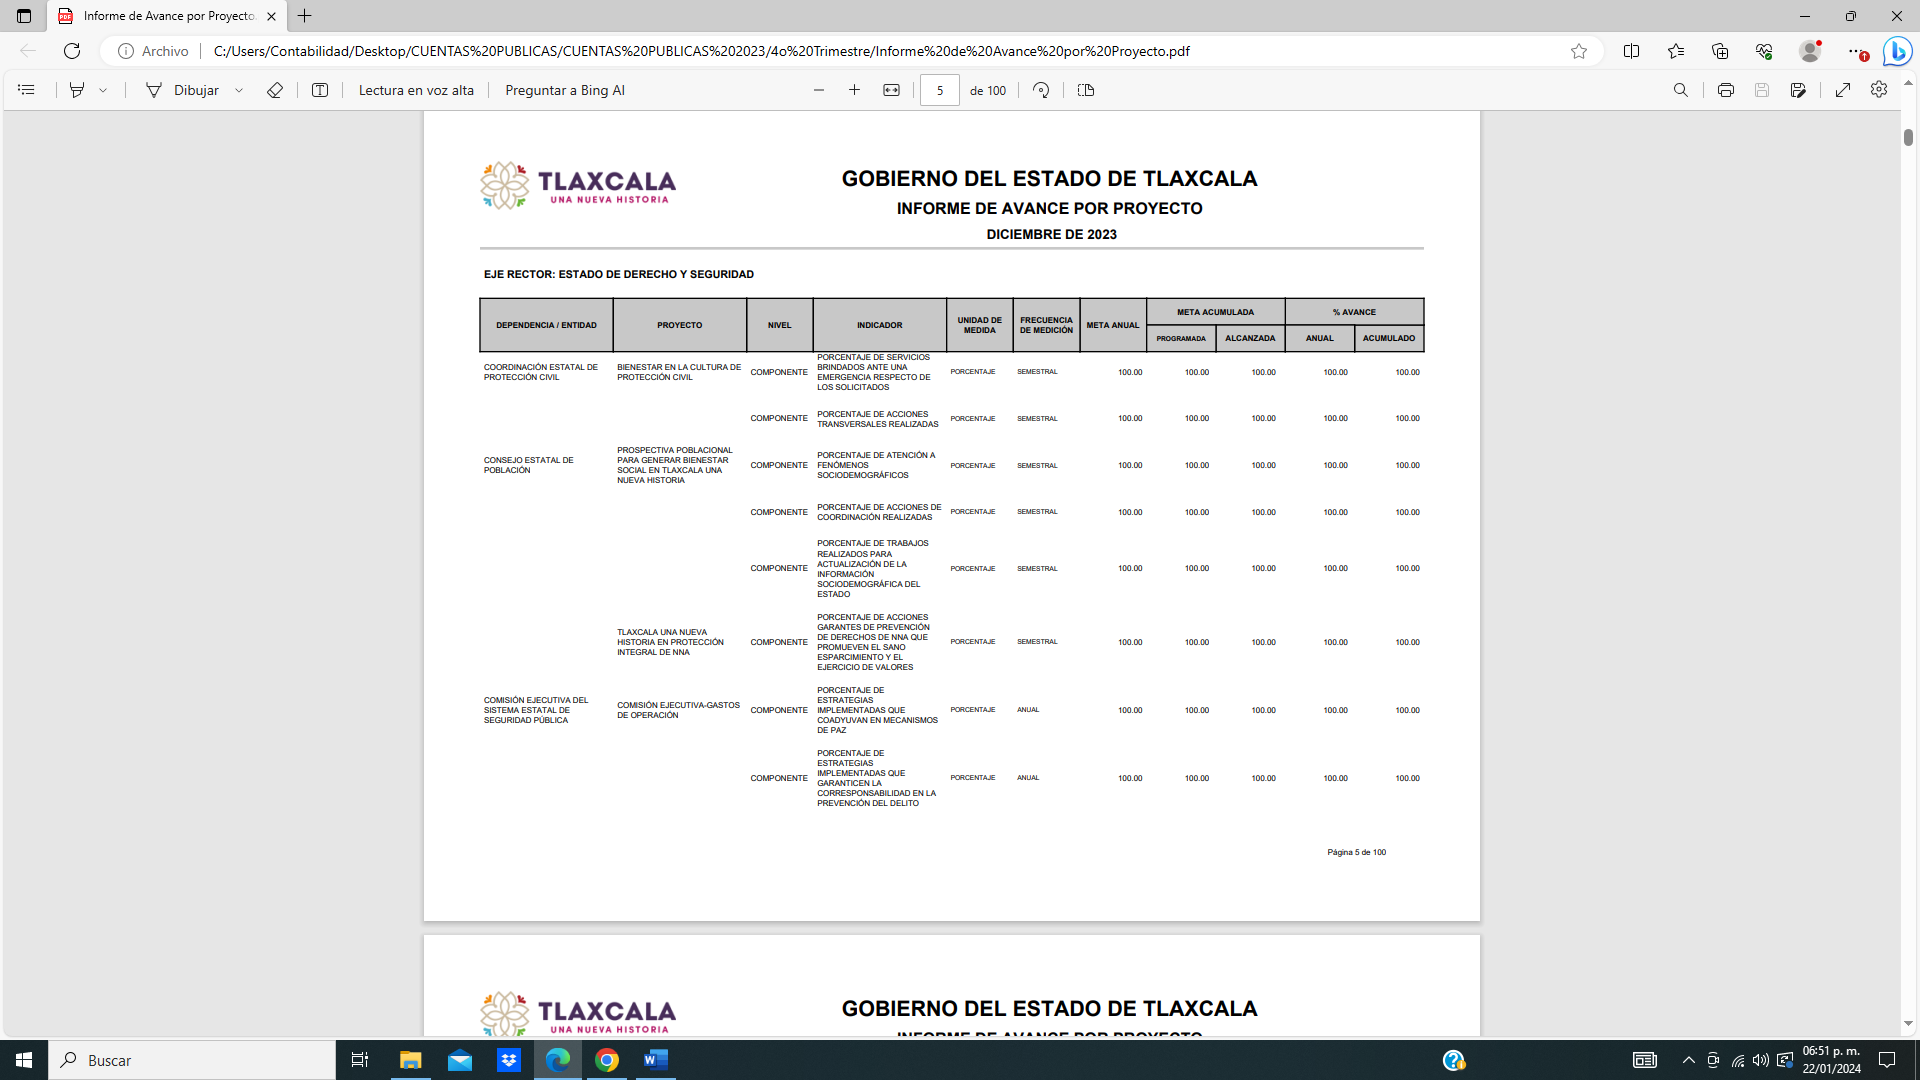 Informe de Avance por Proyecto.
Archivo
C:/Users/Contabilidad/Desktop/CUENTAS%20PUBLICAS/CUENTAS%20PUBLICAS%202023/4o%20Trimestre/Informe%20de%20Avance%20por%20Proyecto.pdf
Dibujar
Lectura en voz alta
Preguntar a Bing AI
5 de 100
TLAXCALA
UNA NUEVA HISTORIA
GOBIERNO DEL ESTADO DE TLAXCALA
INFORME DE AVANCE POR PROYECTO
DICIEMBRE DE 2023
EJE RECTOR: ESTADO DE DERECHO Y SEGURIDAD
DEPENDENCIA / ENTIDAD
PROYECTO
NIVEL
INDICADOR
UNIDAD DE
MEDIDA
FRECUENCIA
DE MEDICIÓN
META ANUAL
META ACUMULADA
PROGRAMADA
ALCANZADA
% AVANCE
ANUAL
ACUMULADO
COORDINACIÓN ESTATAL DE
PROTECCIÓN CIVIL
BIENESTAR EN LA CULTURA DE
PROTECCIÓN CIVIL
COMPONENTE
PORCENTAJE DE SERVICIOS
BRINDADOS ANTE UNA
EMERGENCIA RESPECTO DE
LOS SOLICITADOS
PORCENTAJE
SEMESTRAL
100.00 100.00 100.00 100.00 100.00
COMPONENTE
PORCENTAJE DE ACCIONES
TRANSVERSALES REALIZADAS
PORCENTAJE
SEMESTRAL
100.00 100.00 100.00 100.00 100.00
CONSEJO ESTATAL DE
POBLACIÓN
PROSPECTIVA POBLACIONAL
PARA GENERAR BIENESTAR
SOCIAL EN TLAXCALA UNA
NUEVA HISTORIA
COMPONENTE
PORCENTAJE DE ATENCIÓN A
FENÓMENOS
SOCIODEMOGRÁFICOS
PORCENTAJE
SEMESTRAL
100.00 100.00 100.00 100.00 100.00
COMPONENTE
PORCENTAJE DE ACCIONES DE
COORDINACIÓN REALIZADAS
PORCENTAJE
SEMESTRAL
100.00 100.00 100.00 100.00 100.00
COMPONENTE
PORCENTAJE DE TRABAJOS
REALIZADOS PARA
ACTUALIZACIÓN DE LA
INFORMACIÓN
SOCIODEMOGRÁFICA DEL
ESTADO
PORCENTAJE
SEMESTRAL
100.00 100.00 100.00 100.00 100.00
TLAXCALA UNA NUEVA
HISTORIA EN PROTECCIÓN
INTEGRAL DE NNA
COMPONENTE
PORCENTAJE DE ACCIONES
GARANTES DE PREVENCIÓN
DE DERECHOS DE NNA QUE
PROMUEVEN EL SANO
ESPARCIMIENTO Y EL
EJERCICIO DE VALORES
PORCENTAJE
SEMESTRAL
100.00 100.00 100.00 100.00 100.00
COMISIÓN EJECUTIVA DEL
SISTEMA ESTATAL DE
SEGURIDAD PÚBLICA
COMISIÓN EJECUTIVA-GASTOS
DE OPERACIÓN
COMPONENTE
PORCENTAJE DE
ESTRATEGIAS
IMPLEMENTADAS QUE
COADYUVAN EN MECANISMOS
DE PAZ
PORCENTAJE
ANUAL
100.00 100.00 100.00 100.00 100.00
COMPONENTE
PORCENTAJE DE
ESTRATEGIAS
IMPLEMENTADAS QUE
GARANTICEN LA
CORRESPONSABILIDAD EN LA
PREVENCIÓN DEL DELITO
PORCENTAJE
ANUAL
100.00 100.00 100.00 100.00 100.00
Página 5 de 100
TLAXCALA
UNA NUEVA HISTORIA
GOBIERNO DEL ESTADO DE TLAXCALA
INFORME DE AVANCE POR PROYECTO
Buscar
06:51 p. m.
22/01/2024